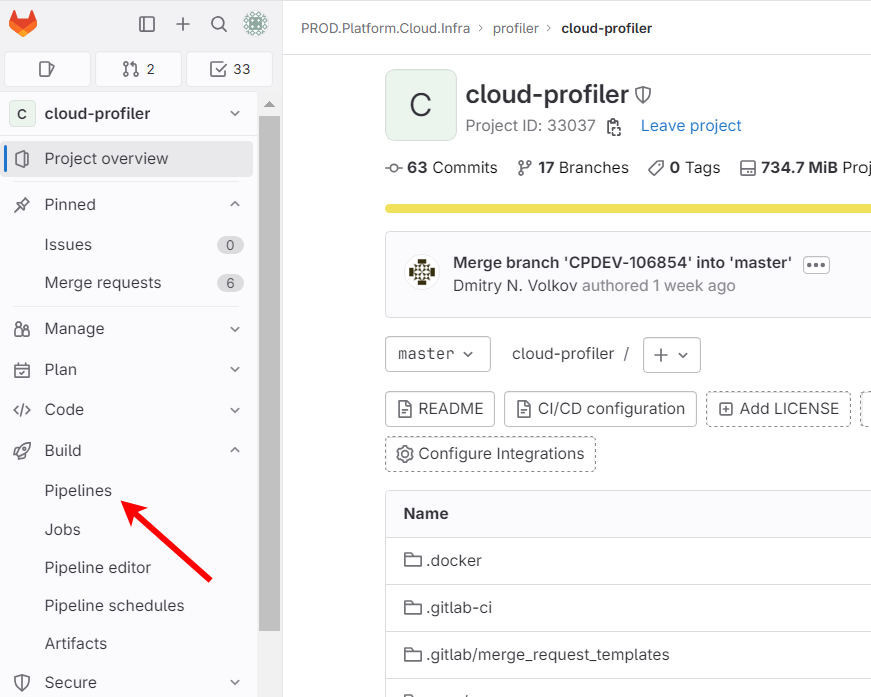 2
33
C cloud-profiler
Project overview
Pinned
Issues 0
Merge requests 6
Manage
Plan
Code
Build
Pipelines
Jobs
Pipeline editor
Pipeline schedules
Artifacts
Secure
PROD.Platform.Cloud.Infra › profiler › cloud-profiler
C
cloud-profiler
Project ID: 33037 Leave project
63 Commits 17 Branches 0 Tags 734.7 MiB Proj
Merge branch 'CPDEV-106854' into 'master'
Dmitry N. Volkov authored 1 week ago
master cloud-profiler /
README CI/CD configuration Add LICENSE
Configure Integrations
Name
.docker
.gitlab-ci
.gitlab/merge_request_templates